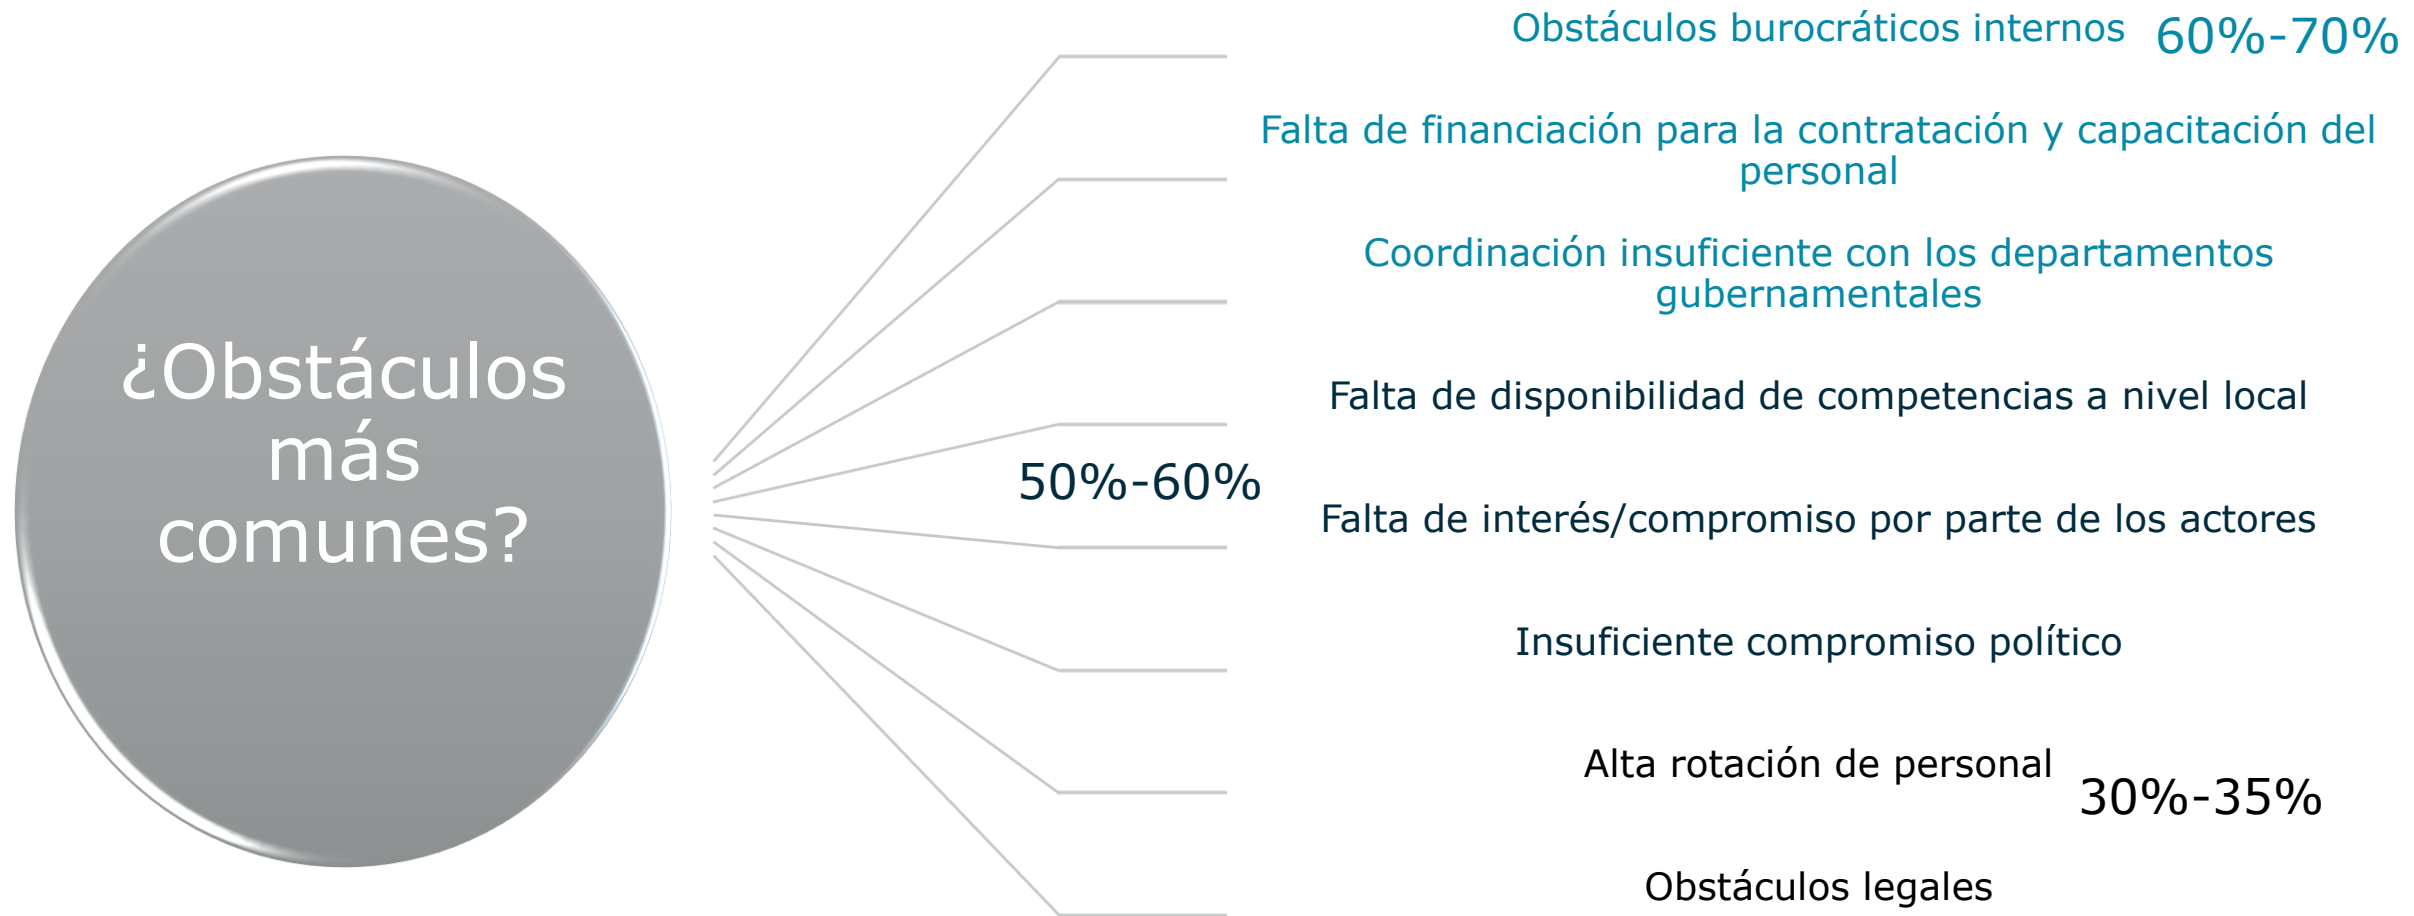 ¿Obstáculos
más
comunes?
Obstáculos burocráticos internos
60%-70%
Falta de financiación para la contratación y capacitación del
personal
Coordinación insuficiente con los departamentos
gubernamentales
Falta de disponibilidad de competencias a nivel local
50%-60%
Falta de interés/compromiso por parte de los actores
Insuficiente compromiso político
Alta rotación de personal
30%-35%
Obstáculos legales